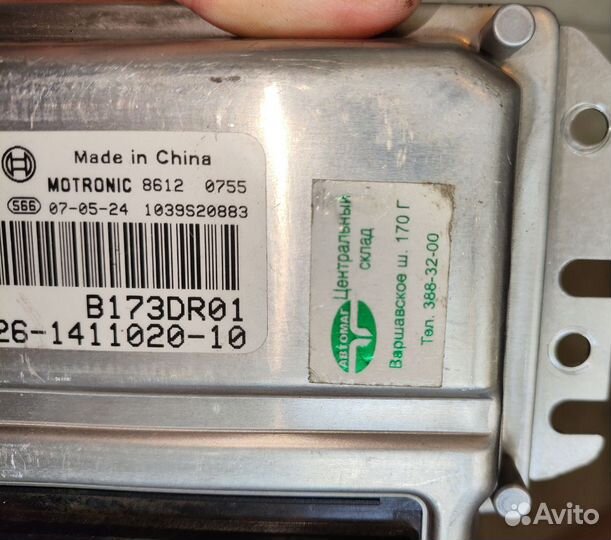 Made in China
MOTRONIC 8612 0755
566 07-05-24 1039S20883
B173DR01
26-1411020-10
АВТОМАГ
Центральный
склад
Варшавское ш. 170 Г
Тел. 388-32-00
Avito